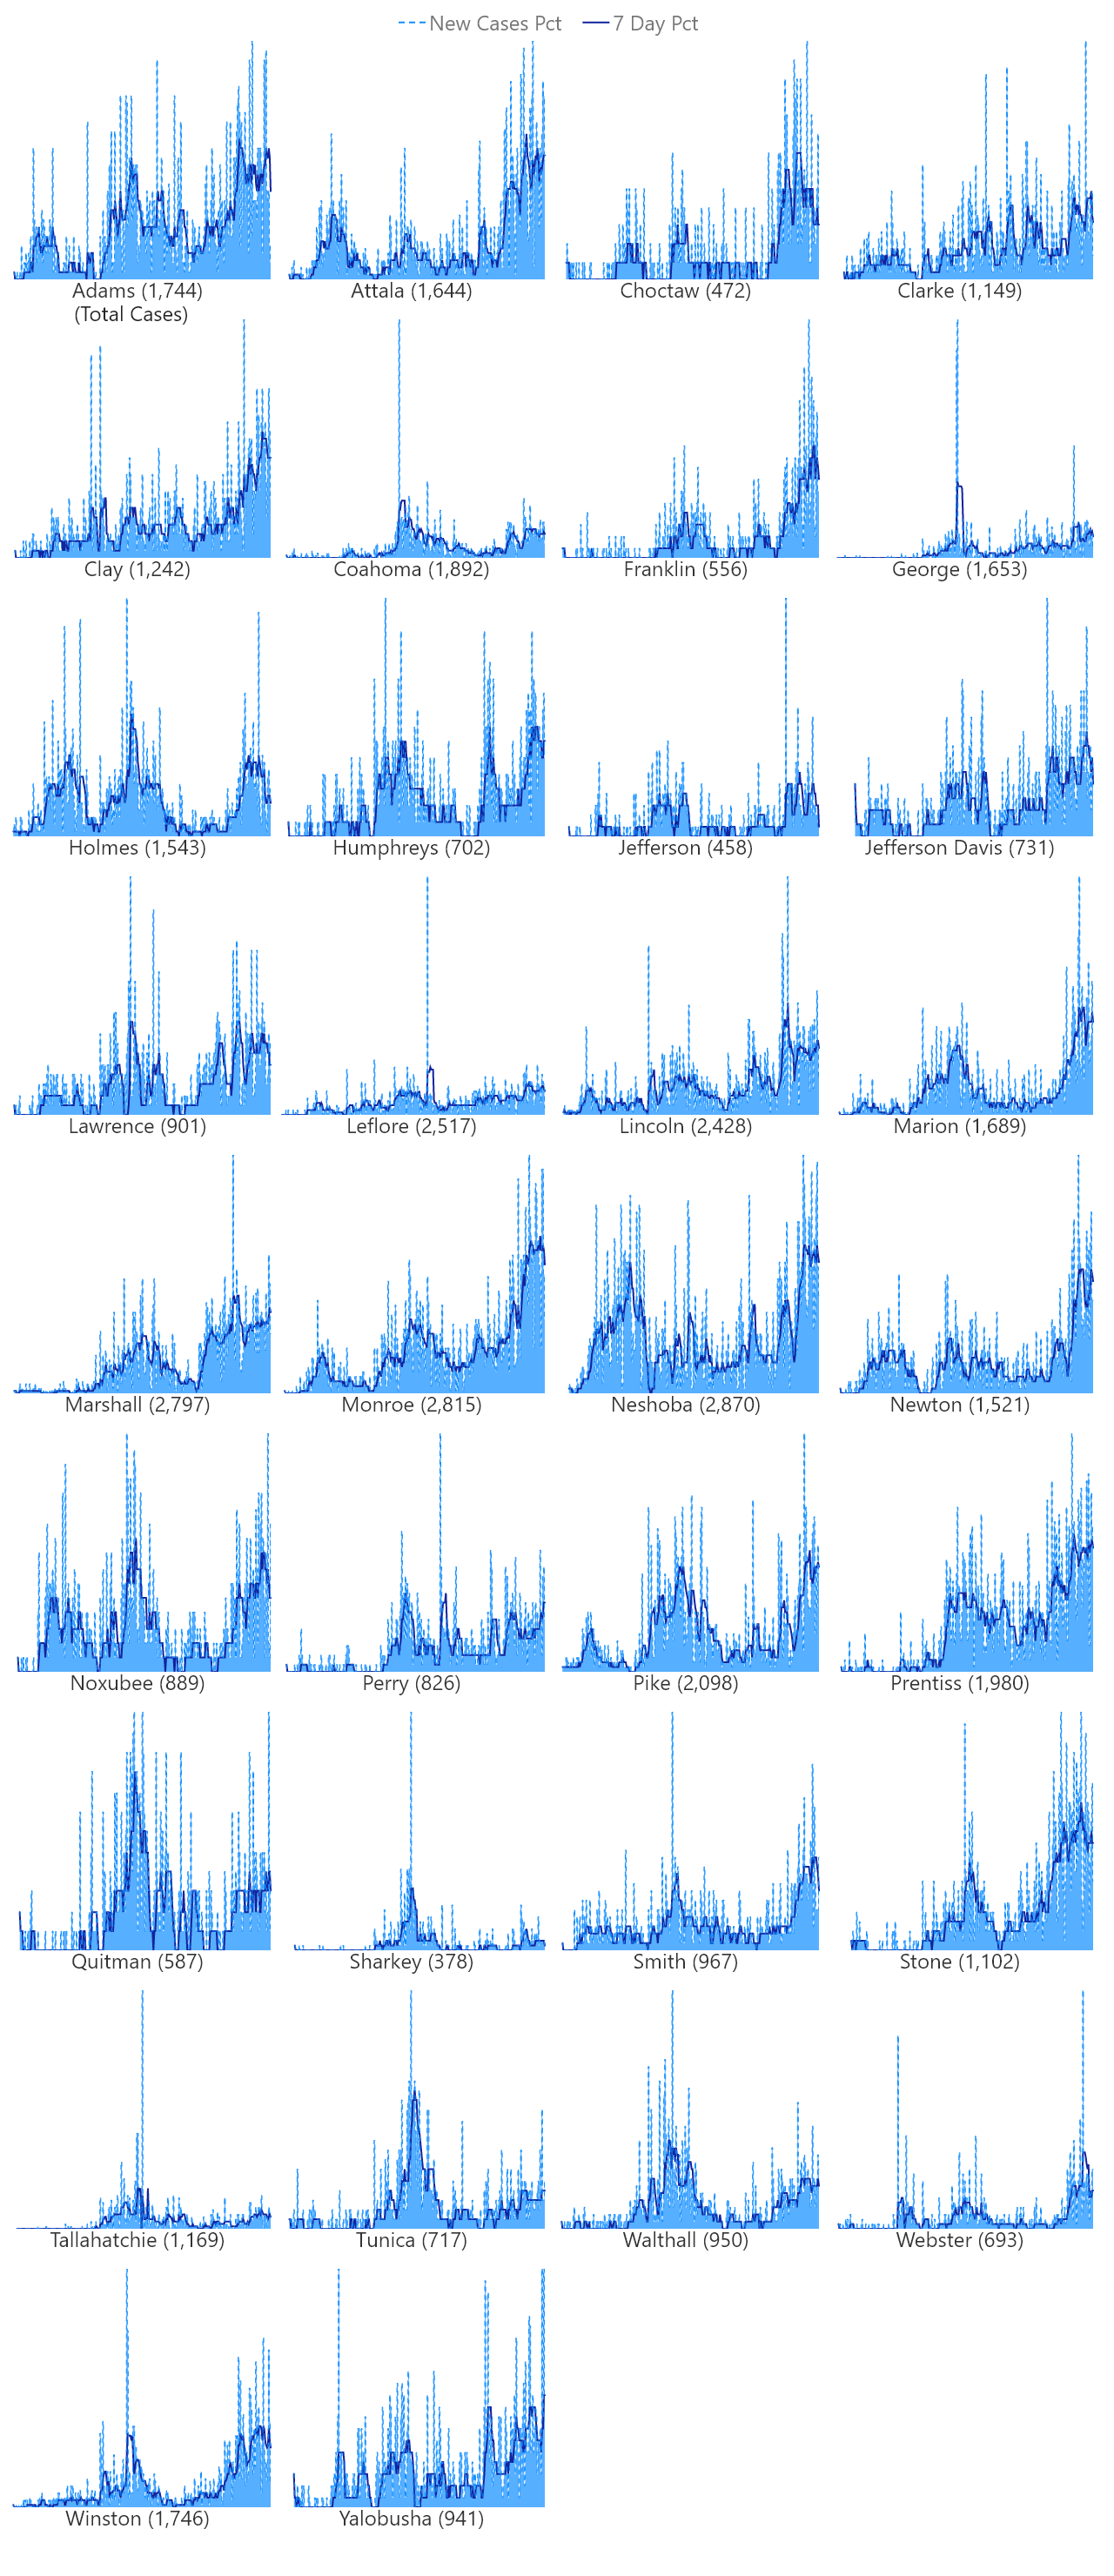 New Cases Pct 7 Day Pct
Adams (1,744) Attala (1,644) Choctaw (472) Clarke (1,149)
(Total Cases)
Clay (1,242) Coahoma (1,892) Franklin (556) George (1,653)
Holmes (1,543) Humphreys (702) Jefferson (458) Jefferson Davis (731)
Lawrence (901) Leflore (2,517) Lincoln (2,428) Marion (1,689)
Marshall (2,797) Monroe (2,815) Neshoba (2,870) Newton (1,521)
Noxubee (889) Perry (826) Pike (2,098) Prentiss (1,980)
Quitman (587) Sharkey (378) Smith (967) Stone (1,102)
Tallahatchie (1,169) Tunica (717) Walthall (950) Webster (693)
Winston (1,746) Yalobusha (941)